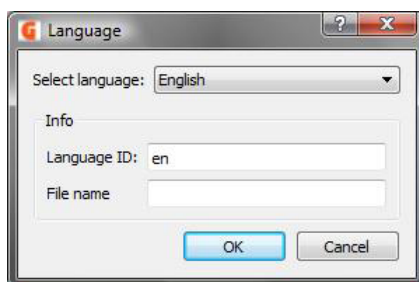 G Language ?
Select language: English
Info
Language ID: en
File name
OK Cancel